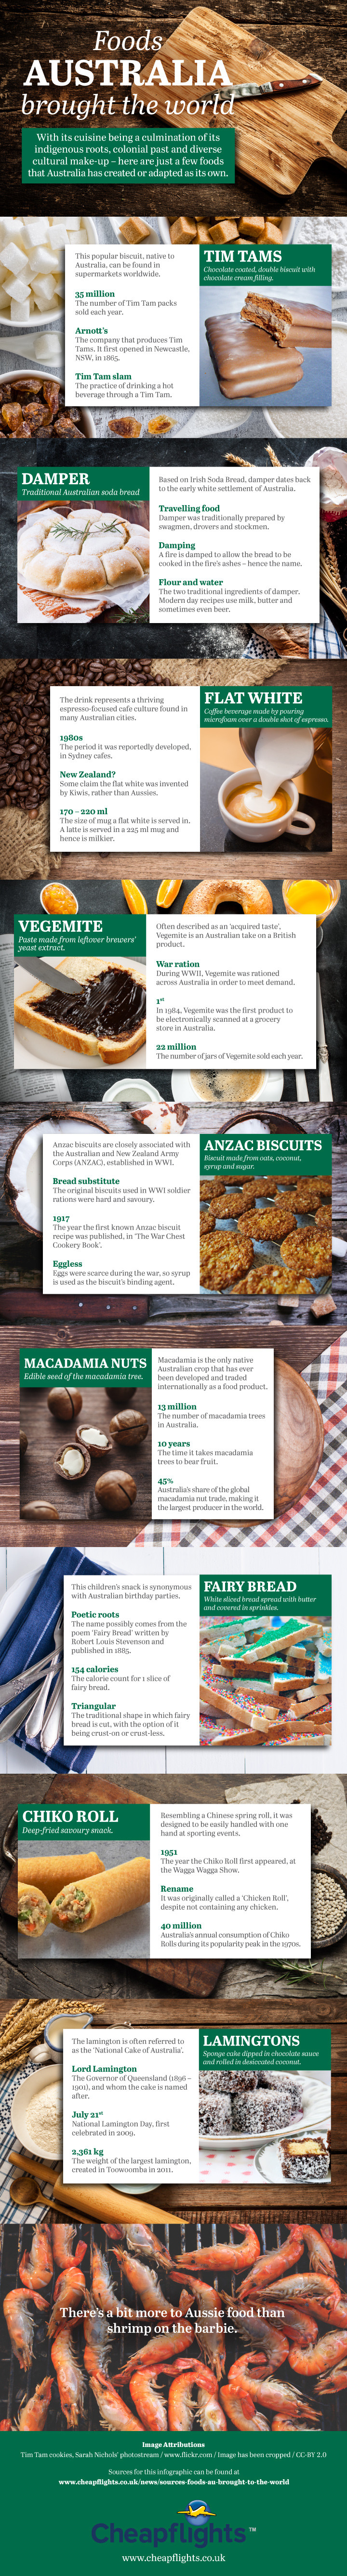 Foods
AUSTRALIA
brought the world
With its cuisine being a culmination of its
indigenous roots, colonial past and diverse
cultural make-up – here are just a few foods
that Australia has created or adapted as its own.
TIM TAMS
Chocolate coated, double biscuit with
chocolate cream filling.
This popular biscuit, native to
Australia, can be found in
supermarkets worldwide.
35 million
The number of Tim Tam packs
sold each year.
Arnott's
The company that produces Tim
Tams. It first opened in Newcastle,
NSW, in 1865.
Tim Tam slam
The practice of drinking a hot
beverage through a Tim Tam.
DAMPER
Traditional Australian soda bread
Based on Irish Soda Bread, damper dates back
to the early white settlement of Australia.
Travelling food
Damper was traditionally prepared by
swagmen, drovers and stockmen.
Damping
A fire is damped to allow the bread to be
cooked in the fire's ashes – hence the name.
Flour and water
The two traditional ingredients of damper.
Modern day recipes use milk, butter and
sometimes even beer.
FLAT WHITE
Coffee beverage made by pouring
microfoam over a double shot of espresso.
The drink represents a thriving
espresso-focused cafe culture found in
many Australian cities.
1980s
The period it was reportedly developed,
in Sydney cafes.
New Zealand?
Some claim the flat white was invented
by Kiwis, rather than Aussies.
170 – 220 ml
The size of mug a flat white is served in.
A latte is served in a 225 ml mug and
hence is milkier.
VEGEMITE
Paste made from leftover brewers'
yeast extract.
Often described as an 'acquired taste',
Vegemite is an Australian take on a British
product.
War ration
During WWII, Vegemite was rationed
across Australia in order to meet demand.
1st
In 1984, Vegemite was the first product to
be electronically scanned at a grocery
store in Australia.
22 million
The number of jars of Vegemite sold each year.
ANZAC BISCUITS
Biscuit made from oats, coconut,
syrup and sugar.
Anzac biscuits are closely associated with
the Australian and New Zealand Army
Corps (ANZAC), established in WWI.
Bread substitute
The original biscuits used in WWI soldier
rations were hard and savoury.
1917
The year the first known Anzac biscuit
recipe was published, in 'The War Chest
Cookery Book'.
Eggless
Eggs were scarce during the war, so syrup
is used as the biscuit's binding agent.
MACADAMIA NUTS
Edible seed of the macadamia tree.
Macadamia is the only native
Australian crop that has ever
been developed and traded
internationally as a food product.
13 million
The number of macadamia trees
in Australia.
10 years
The time it takes macadamia
trees to bear fruit.
45%
Australia's share of the global
macadamia nut trade, making it
the largest producer in the world.
FAIRY BREAD
White sliced bread spread with butter
and covered in sprinkles.
This children's snack is synonymous
with Australian birthday parties.
Poetic roots
The name possibly comes from the
poem 'Fairy Bread' written by
Robert Louis Stevenson and
published in 1885.
154 calories
The calorie count for 1 slice of
fairy bread.
Triangular
The traditional shape in which fairy
bread is cut, with the option of it
being crust-on or crust-less.
CHIKO ROLL
Deep-fried savoury snack.
Resembling a Chinese spring roll, it was
designed to be easily handled with one
hand at sporting events.
1951
The year the Chiko Roll first appeared, at
the Wagga Wagga Show.
Rename
It was originally called a 'Chicken Roll',
despite not containing any chicken.
40 million
Australia's annual consumption of Chiko
Rolls during its popularity peak in the 1970s.
LAMINGTONS
Sponge cake dipped in chocolate sauce
and rolled in desiccated coconut.
The lamington is often referred to
as the 'National Cake of Australia'.
Lord Lamington
The Governor of Queensland (1896 –
1901), and whom the cake is named
after.
July 21st
National Lamington Day, first
celebrated in 2009.
2,361 kg
The weight of the largest lamington,
created in Toowoomba in 2011.
There's a bit more to Aussie food than
shrimp on the barbie.
Image Attributions
Tim Tam cookies, Sarah Nichols' photostream / www.flickr.com / Image has been cropped / CC-BY 2.0
Sources for this infographic can be found at
www.cheapflights.co.uk/news/sources-foods-au-brought-to-the-world
Cheapflights TM
www.cheapflights.co.uk